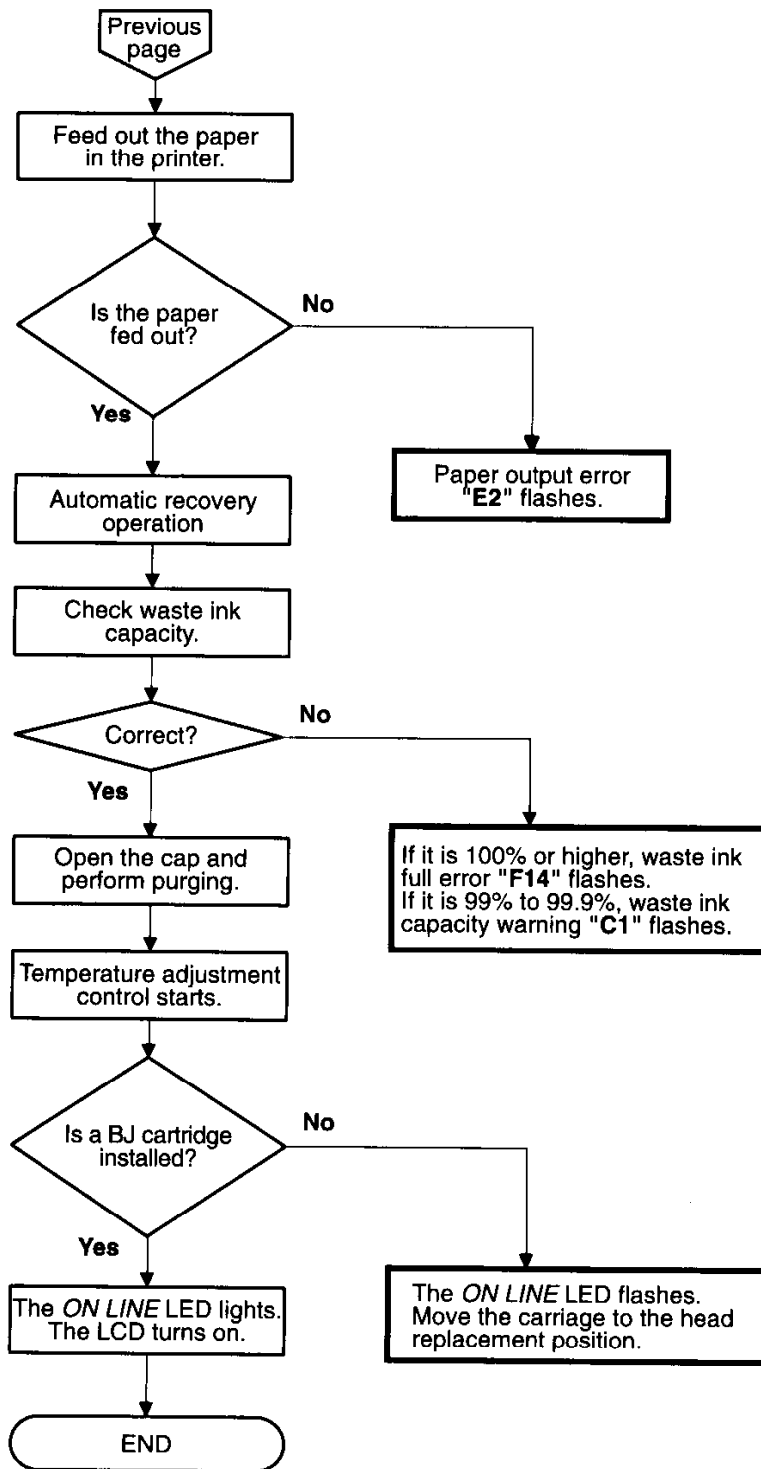 Previous
page
Feed out the paper
in the printer.
Is the paper
fed out?
No
Yes
Paper output error
"E2" flashes.
Automatic recovery
operation
Check waste ink
capacity.
Correct?
No
Yes
If it is 100% or higher, waste ink
full error "F14" flashes.
If it is 99% to 99.9%, waste ink
capacity warning "C1" flashes.
Open the cap and
perform purging.
Temperature adjustment
control starts.
Is a BJ cartridge
installed?
No
Yes
The ON LINE LED flashes.
Move the carriage to the head
replacement position.
The ON LINE LED lights.
The LCD turns on.
END